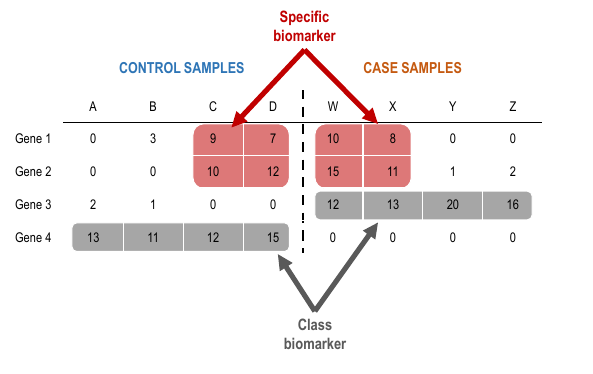 Specific
biomarker
CONTROL SAMPLES CASE SAMPLES
A B C D W X Y Z
Gene 1 0 3 9 7 10 8 0 0
Gene 2 0 0 10 12 15 11 1 2
Gene 3 2 1 0 0 12 13 20 16
Gene 4 13 11 12 15 0 0 0 0
Class
biomarker